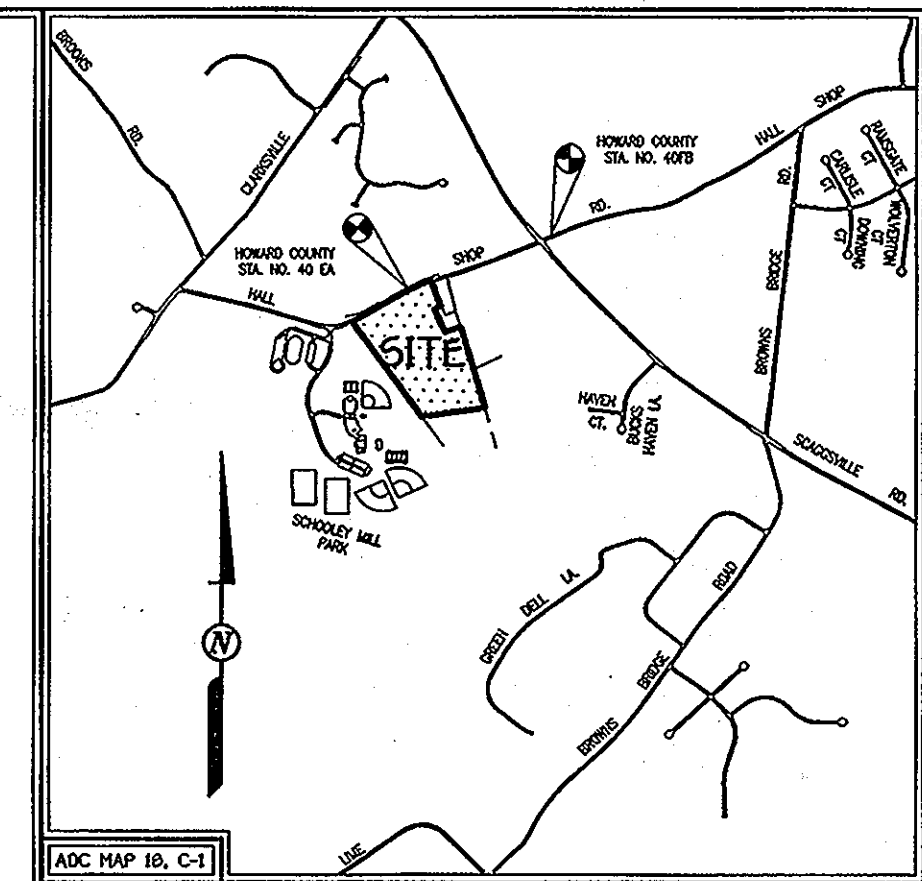 BROOKS
RD.
CLARKSVILLE
HOWARD COUNTY
STA. NO. 40FB
HALL
SHOP
RD.
HOWARD COUNTY
STA. NO. 40 EA
HALL
SHOP
RD.
RAMSGATE
CT
CARLISLE
CT
WOLVERTON
CT
DOWNING
CT
BROWNS
BRIDGE
RD.
SITE
HAVEN
CT.
BUCKS
HAVEN LA.
SCAGGSVILLE
RD.
SCHOOLEY MILL
PARK
GREEN
DELL
LA.
N
BROWNS
BRIDGE
ROAD
LIME
ADC MAP 18, C-1